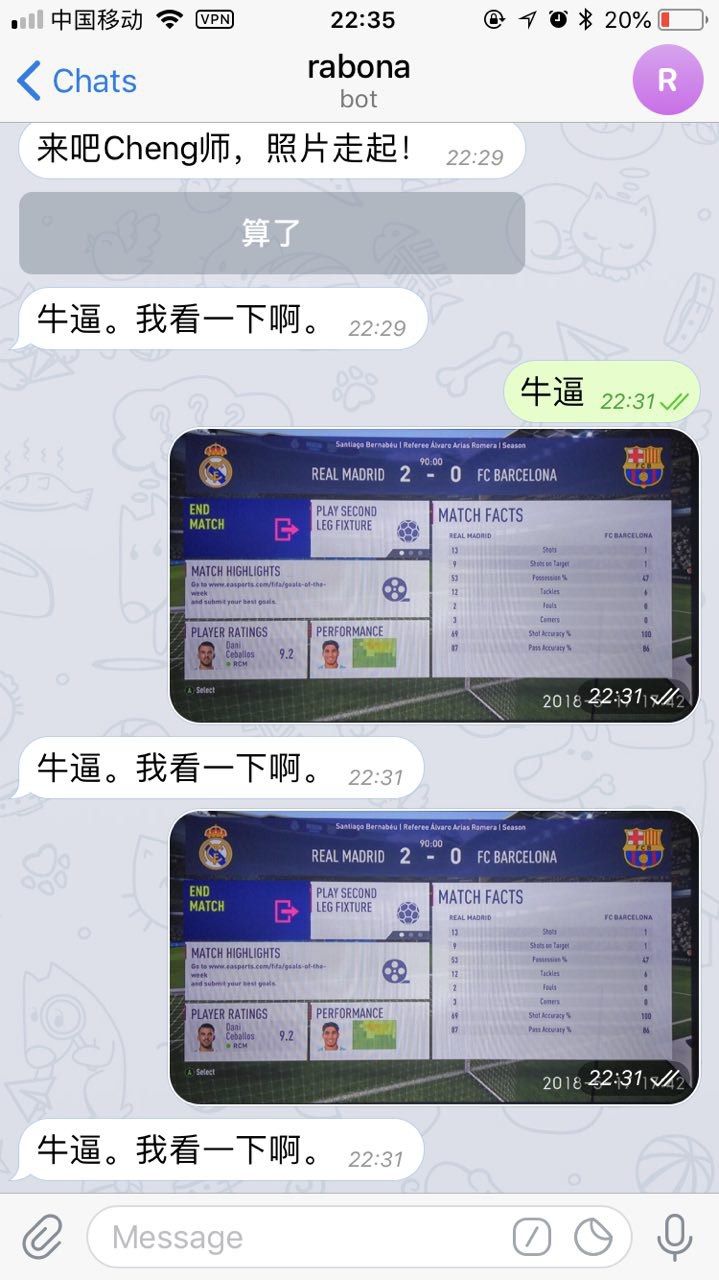 中国移动 VPN 22:35 20%
Chats rabona R
bot
来吧Cheng师，照片走起！ 22:29
算了
牛逼。我看一下啊。 22:29
牛逼 22:31
Santiago Bernabéu | Referee Álvaro Arias Romera | Season
90:00
REAL MADRID 2 - 0 FC BARCELONA
END MATCH
PLAY SECOND
LEG FIXTURE
MATCH HIGHLIGHTS
Go to www.easports.com/fifa/goals-of-the-
week
and submit your best goals.
PLAYER RATINGS
Dani
Ceballos 9.2
RCM
PERFORMANCE
MATCH FACTS
REAL MADRID FC BARCELONA
13 Shots 1
9 Shots on Target 1
53 Possession % 47
12 Tackles 6
2 Fouls 0
3 Corners 0
69 Shot Accuracy % 100
87 Pass Accuracy % 86
A Select
2018 22:31
牛逼。我看一下啊。 22:31
Santiago Bernabéu | Referee Álvaro Arias Romera | Season
90:00
REAL MADRID 2 - 0 FC BARCELONA
END MATCH
PLAY SECOND
LEG FIXTURE
MATCH HIGHLIGHTS
Go to www.easports.com/fifa/goals-of-the-
week
and submit your best goals.
PLAYER RATINGS
Dani
Ceballos 9.2
RCM
PERFORMANCE
MATCH FACTS
REAL MADRID FC BARCELONA
13 Shots 1
9 Shots on Target 1
53 Possession % 47
12 Tackles 6
2 Fouls 0
3 Corners 0
69 Shot Accuracy % 100
87 Pass Accuracy % 86
A Select
2018 22:31
牛逼。我看一下啊。 22:31
Message